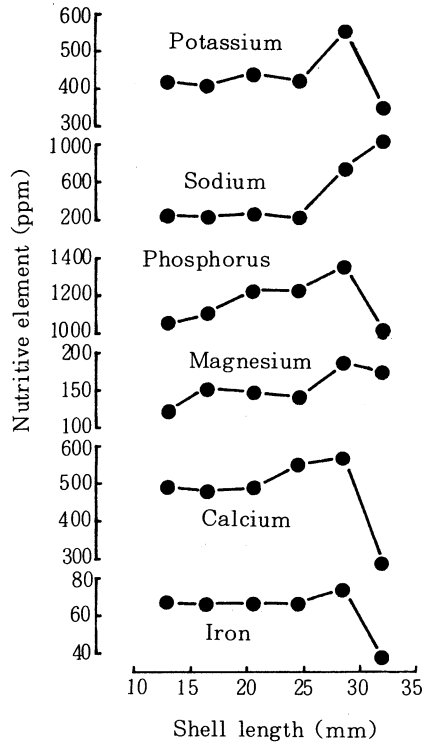 Nutritive element (ppm)
600
500
400
300
Potassium
1000
600
200
Sodium
1400
1200
1000
Phosphorus
200
150
100
Magnesium
600
500
400
300
Calcium
80
60
40
Iron
10 15 20 25 30 35
Shell length (mm)